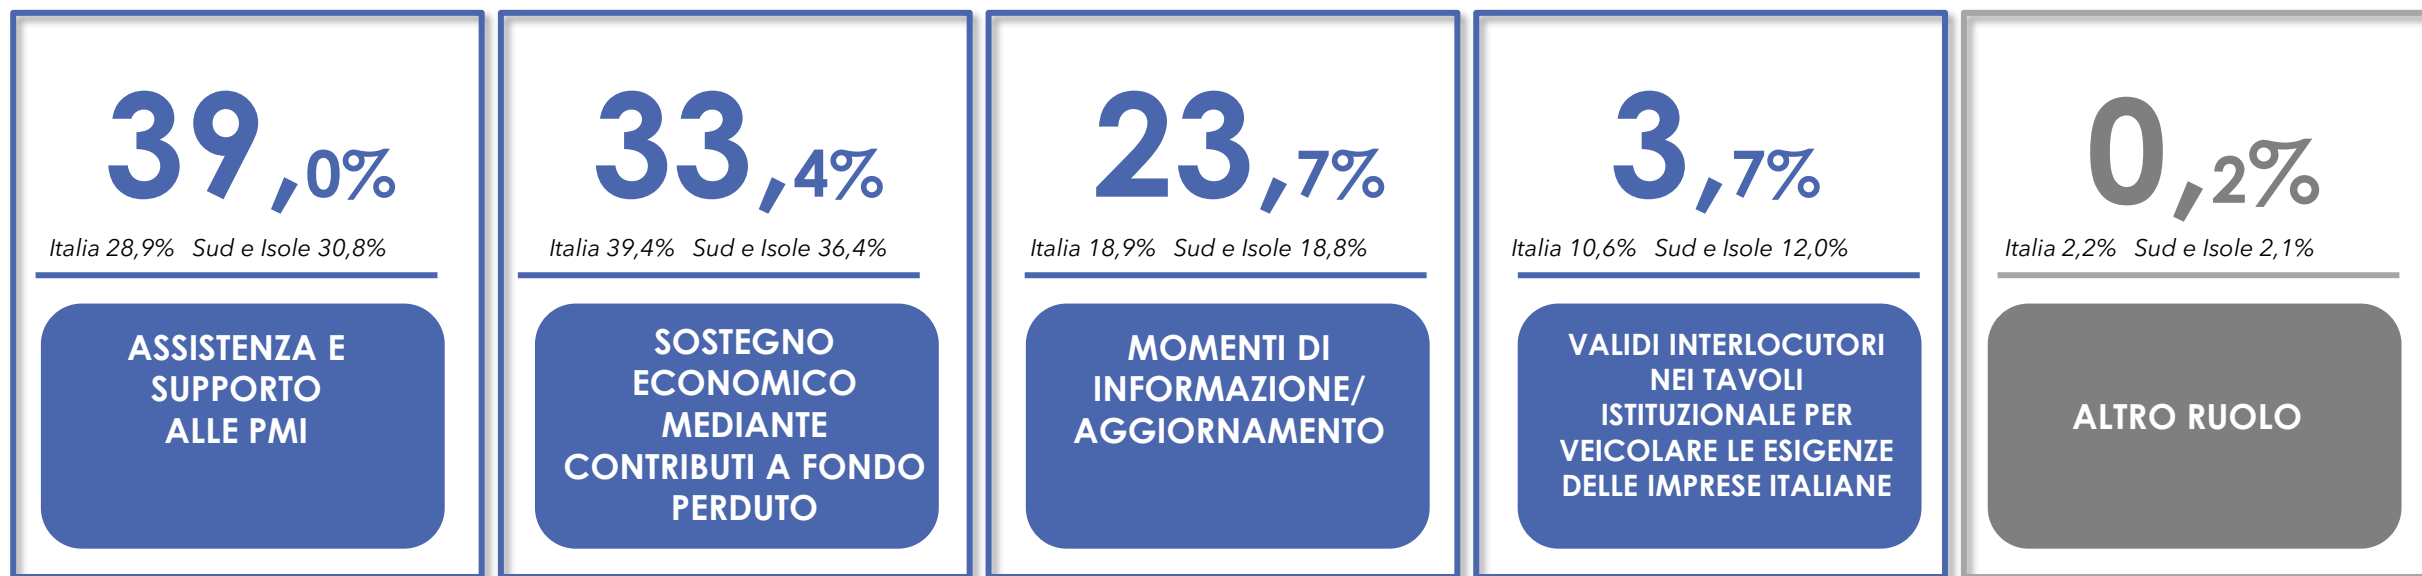 39,0%
Italia 28,9% Sud e Isole 30,8%
ASSISTENZA E
SUPPORTO
ALLE PMI
33,4%
Italia 39,4% Sud e Isole 36,4%
SOSTEGNO
ECONOMICO
MEDIANTE
CONTRIBUTI A FONDO
PERDUTO
23,7%
Italia 18,9% Sud e Isole 18,8%
MOMENTI DI
INFORMAZIONE/
AGGIORNAMENTO
3,7%
Italia 10,6% Sud e Isole 12,0%
VALIDI INTERLOCUTORI
NEI TAVOLI
ISTITUZIONALE PER
VEICOLARE LE ESIGENZE
DELLE IMPRESE ITALIANE
0,2%
Italia 2,2% Sud e Isole 2,1%
ALTRO RUOLO